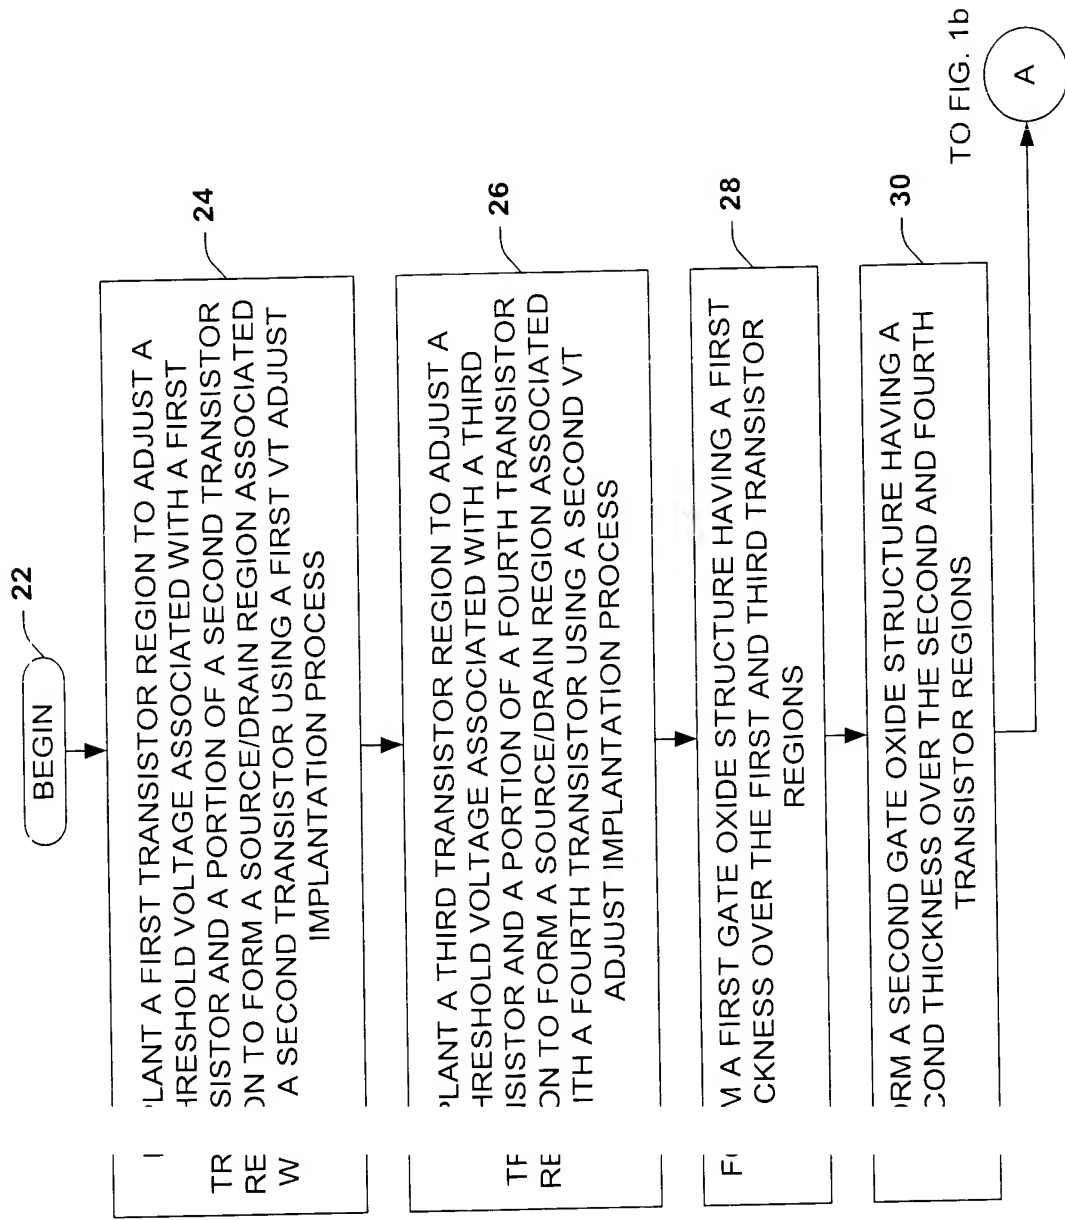 22
BEGIN
24
PLANT A FIRST TRANSISTOR REGION TO ADJUST A
HRESHOLD VOLTAGE ASSOCIATED WITH A FIRST
TR SISTOR AND A PORTION OF A SECOND TRANSISTOR
RE ON TO FORM A SOURCE/DRAIN REGION ASSOCIATED
W A SECOND TRANSISTOR USING A FIRST VT ADJUST
IMPLANTATION PROCESS
26
PLANT A THIRD TRANSISTOR REGION TO ADJUST A
HRESHOLD VOLTAGE ASSOCIATED WITH A THIRD
TR SISTOR AND A PORTION OF A FOURTH TRANSISTOR
RE ON TO FORM A SOURCE/DRAIN REGION ASSOCIATED
ITH A FOURTH TRANSISTOR USING A SECOND VT
ADJUST IMPLANTATION PROCESS
28
FO M A FIRST GATE OXIDE STRUCTURE HAVING A FIRST
CKNESS OVER THE FIRST AND THIRD TRANSISTOR
REGIONS
30
ORM A SECOND GATE OXIDE STRUCTURE HAVING A
COND THICKNESS OVER THE SECOND AND FOURTH
TRANSISTOR REGIONS
TO FIG. 1b
A